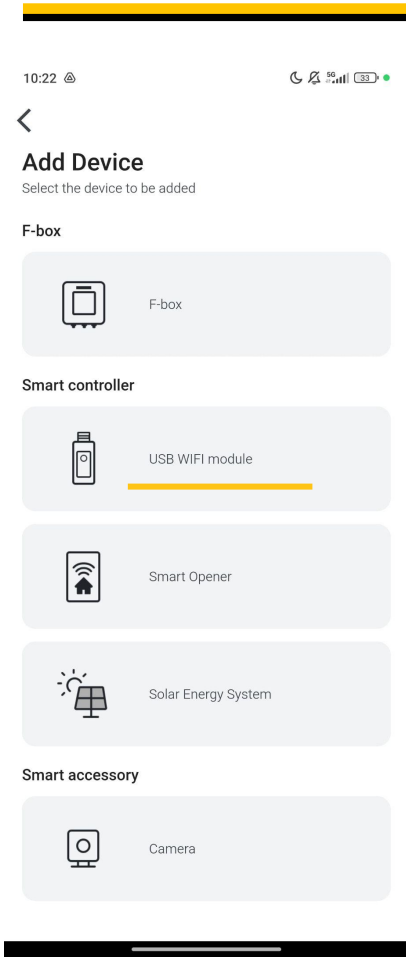 10:22
5G
33
Add Device
Select the device to be added
F-box
F-box
Smart controller
USB WIFI module
Smart Opener
Solar Energy System
Smart accessory
Camera